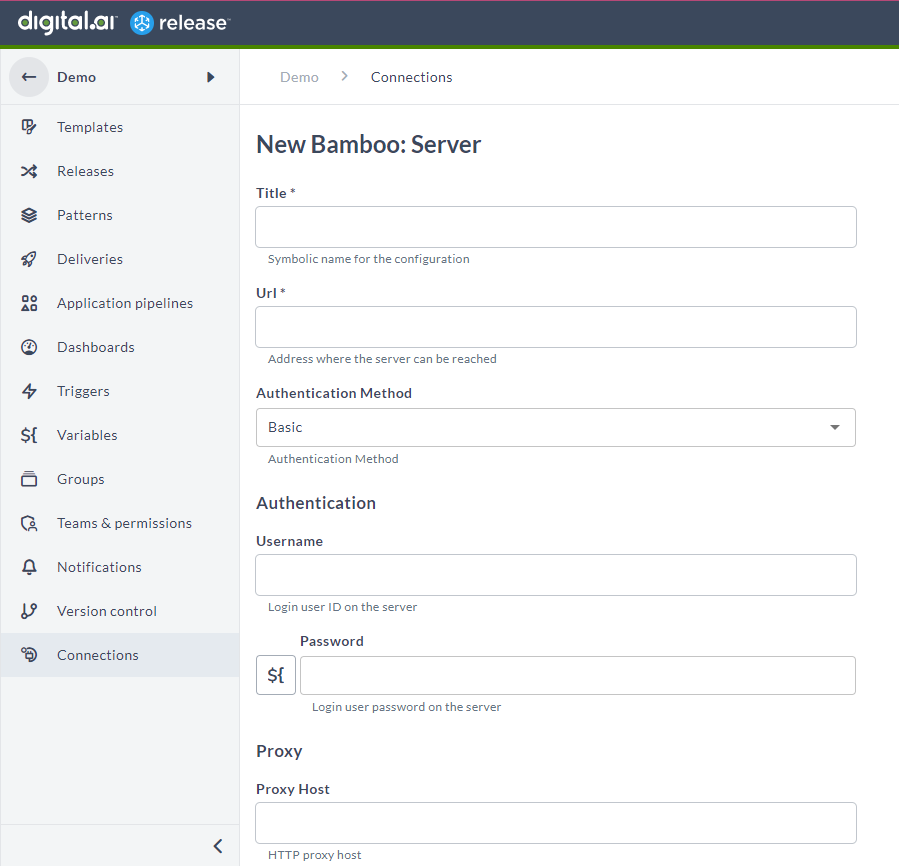 digital.ai release
Demo
Templates
Releases
Patterns
Deliveries
Application pipelines
Dashboards
Triggers
${ Variables
Groups
Teams & permissions
Notifications
Version control
Connections
Demo > Connections
New Bamboo: Server
Title *
Symbolic name for the configuration
Url *
Address where the server can be reached
Authentication Method
Basic
Authentication Method
Authentication
Username
Login user ID on the server
Password
${
Login user password on the server
Proxy
Proxy Host
HTTP proxy host